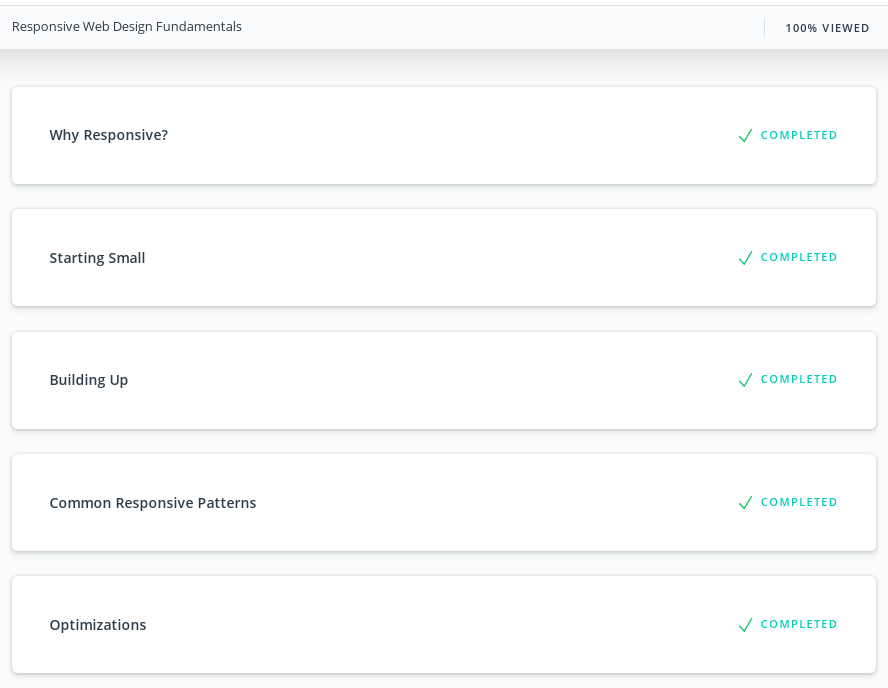 Responsive Web Design Fundamentals
100% VIEWED
Why Responsive?
COMPLETED
Starting Small
COMPLETED
Building Up
COMPLETED
Common Responsive Patterns
COMPLETED
Optimizations
COMPLETED